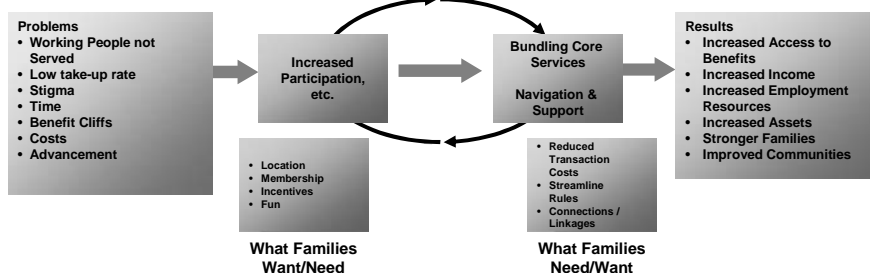 Problems
• Working People not
Served
• Low take-up rate
• Stigma
• Time
• Benefit Cliffs
• Costs
• Advancement
Increased
Participation,
etc.
Bundling Core
Services
Navigation &
Support
Results
• Increased Access to
Benefits
• Increased Income
• Increased Employment
Resources
• Increased Assets
• Stronger Families
• Improved Communities
• Location
• Membership
• Incentives
• Fun
• Reduced
Transaction
Costs
• Streamline
Rules
• Connections /
Linkages
What Families
Want/Need
What Families
Need/Want